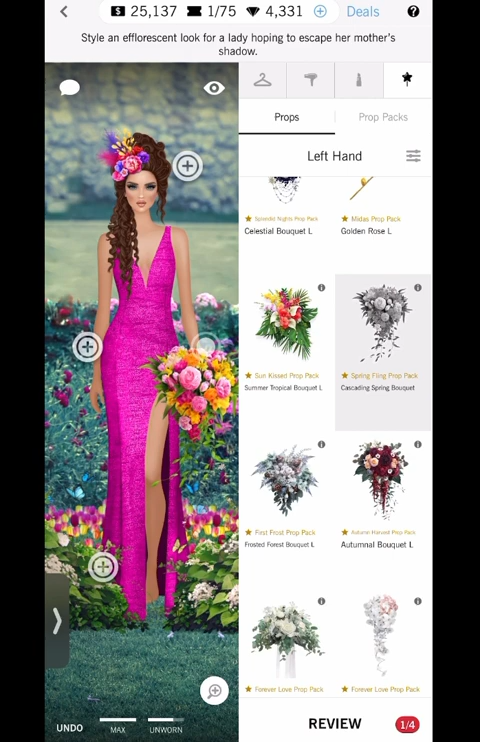 25,137 1/75 4,331 Deals
Style an efflorescent look for a lady hoping to escape her mother's
shadow.
Props Prop Packs
Left Hand
Splendid Nights Prop Pack Midas Prop Pack
Celestial Bouquet L Golden Rose L
Sun Kissed Prop Pack Spring Fling Prop Pack
Summer Tropical Bouquet L Cascading Spring Bouquet
First Frost Prop Pack Autumn Harvest Prop Pack
Frosted Forest Bouquet L Autumnal Bouquet L
Forever Love Prop Pack Forever Love Prop Pack
UNDO MAX UNWORN REVIEW 1/4